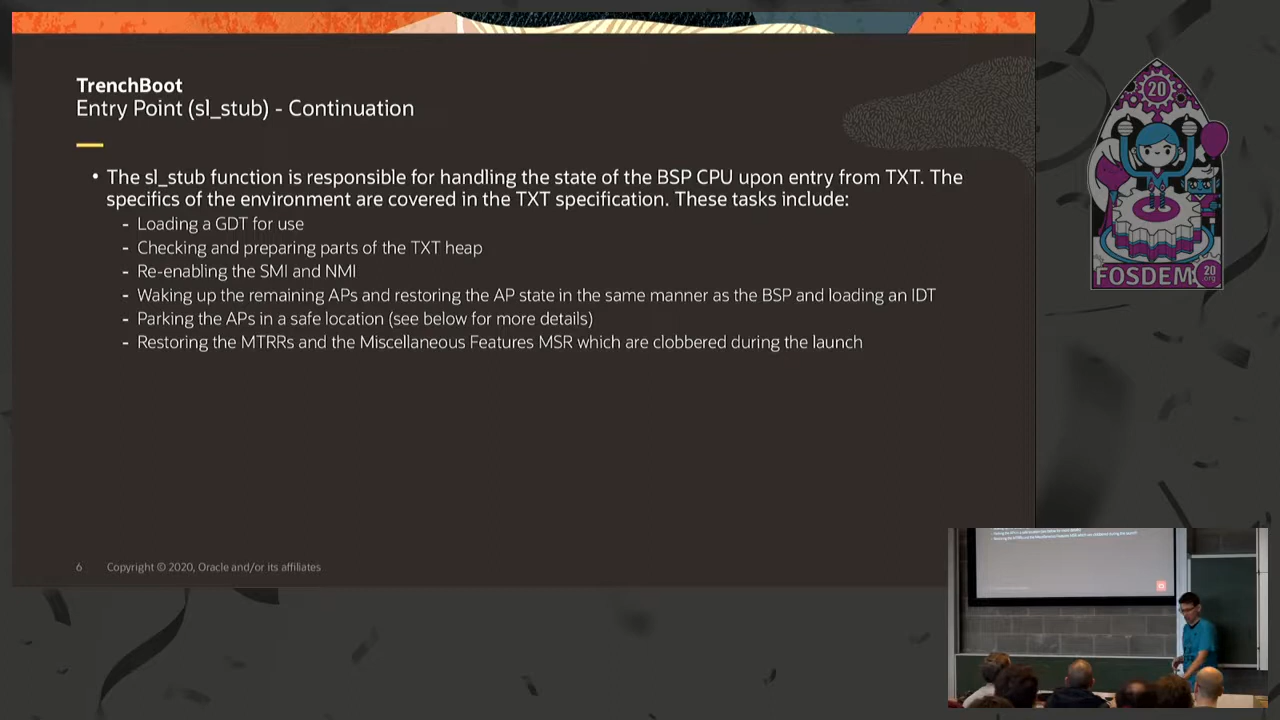 TrenchBoot
Entry Point (sl_stub) - Continuation
• The sl_stub function is responsible for handling the state of the BSP CPU upon entry from TXT. The
specifics of the environment are covered in the TXT specification. These tasks include:
- Loading a GDT for use
- Checking and preparing parts of the TXT heap
- Re-enabling the SMI and NMI
- Waking up the remaining APs and restoring the AP state in the same manner as the BSP and loading an IDT
- Parking the APs in a safe location (see below for more details)
- Restoring the MTRRs and the Miscellaneous Features MSR which are clobbered during the launch
6 Copyright © 2020, Oracle and/or its affiliates
20
FOSDEM 20
.org